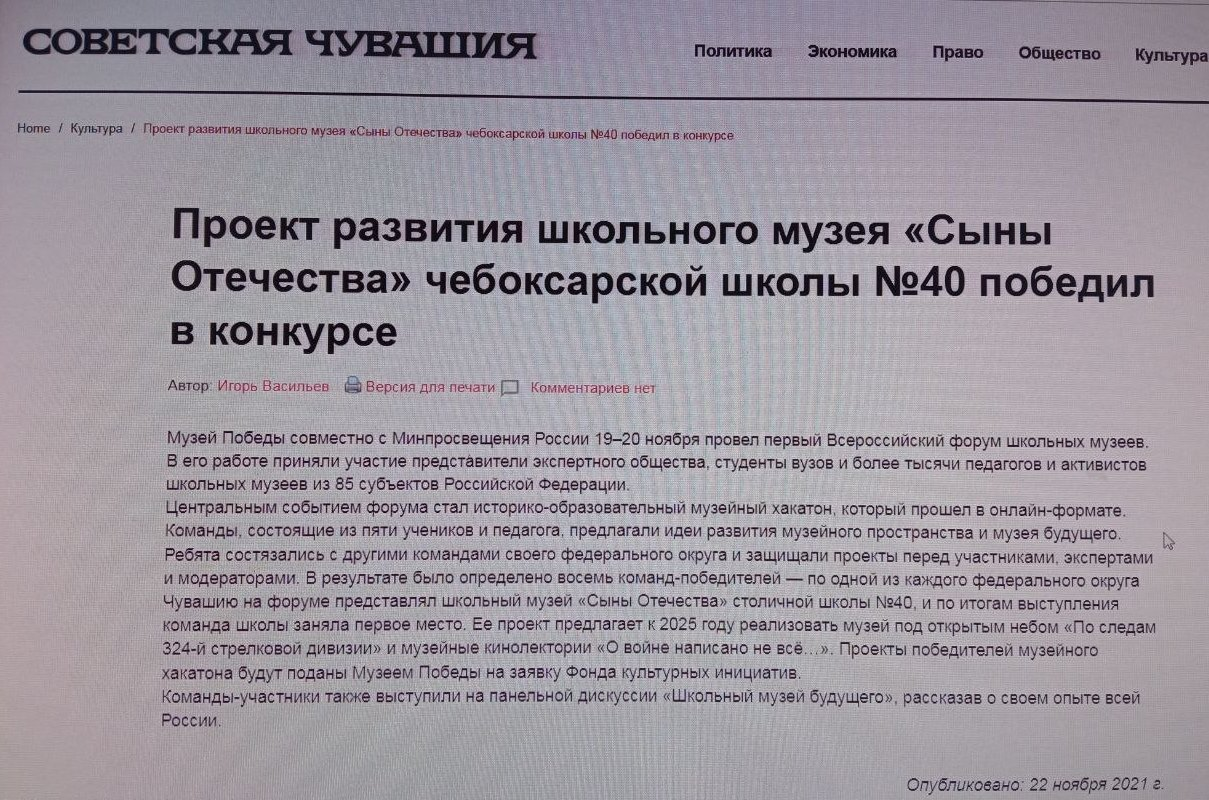 СОВЕТСКАЯ ЧУВАШИЯ
Политика Экономика Право Общество Культура
Home / Культура / Проект развития школьного музея «Сыны Отечества» чебоксарской школы №40 победил в конкурсе
Проект развития школьного музея «Сыны
Отечества» чебоксарской школы №40 победил
в конкурсе
Автор: Игорь Васильев Версия для печати Комментариев нет
Музей Победы совместно с Минпросвещения России 19–20 ноября провел первый Всероссийский форум школьных музеев.
В его работе приняли участие представители экспертного общества, студенты вузов и более тысячи педагогов и активистов
школьных музеев из 85 субъектов Российской Федерации.
Центральным событием форума стал историко-образовательный музейный хакатон, который прошел в онлайн-формате.
Команды, состоящие из пяти учеников и педагога, предлагали идеи развития музейного пространства и музея будущего.
Ребята состязались с другими командами своего федерального округа и защищали проекты перед участниками, экспертами
и модераторами. В результате было определено восемь команд-победителей — по одной из каждого федерального округа
Чувашию на форуме представлял школьный музей «Сыны Отечества» столичной школы №40, и по итогам выступления
команда школы заняла первое место. Ее проект предлагает к 2025 году реализовать музей под открытым небом «По следам
324-й стрелковой дивизии» и музейные кинолектории «О войне написано не всё...». Проекты победителей музейного
хакатона будут поданы Музеем Победы на заявку Фонда культурных инициатив.
Команды-участники также выступили на панельной дискуссии «Школьный музей будущего», рассказав о своем опыте всей
России.
Опубликовано: 22 ноября 2021 г.